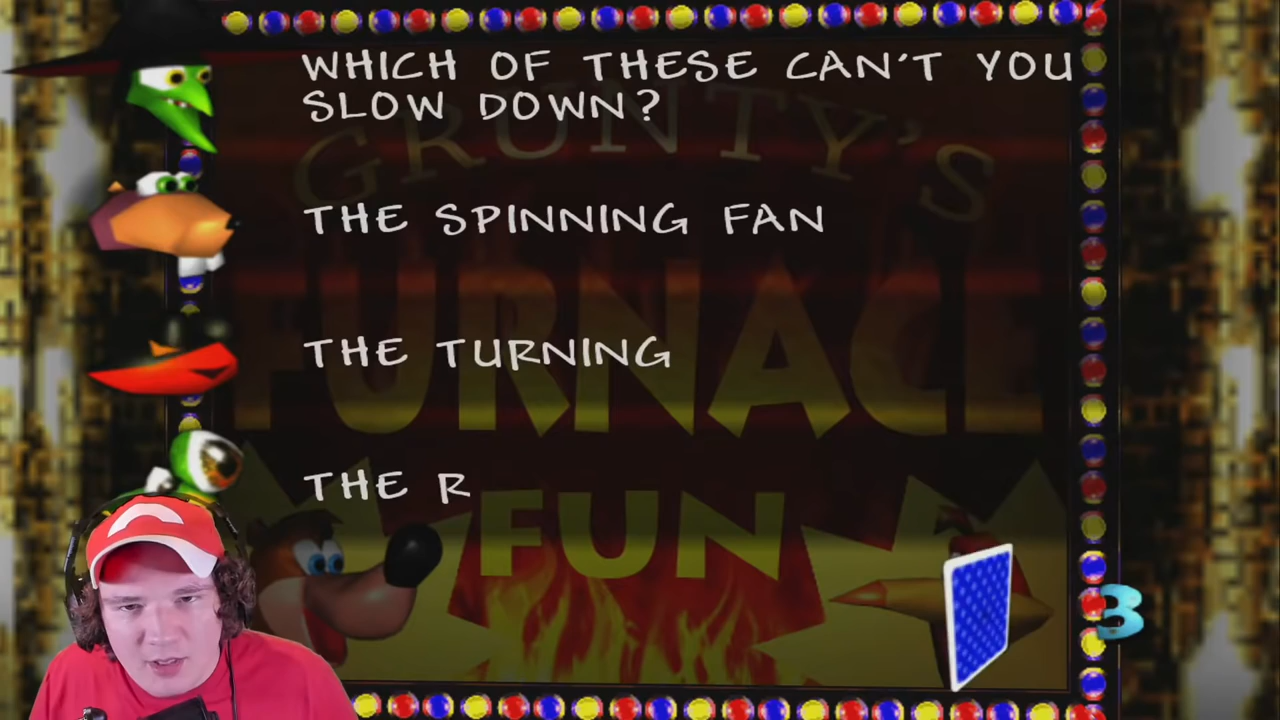 WHICH OF THESE CAN'T YOU
SLOW DOWN?
GRUNTY'S
THE SPINNING FAN
FURNACE
THE TURNING
THE R
FUN
3